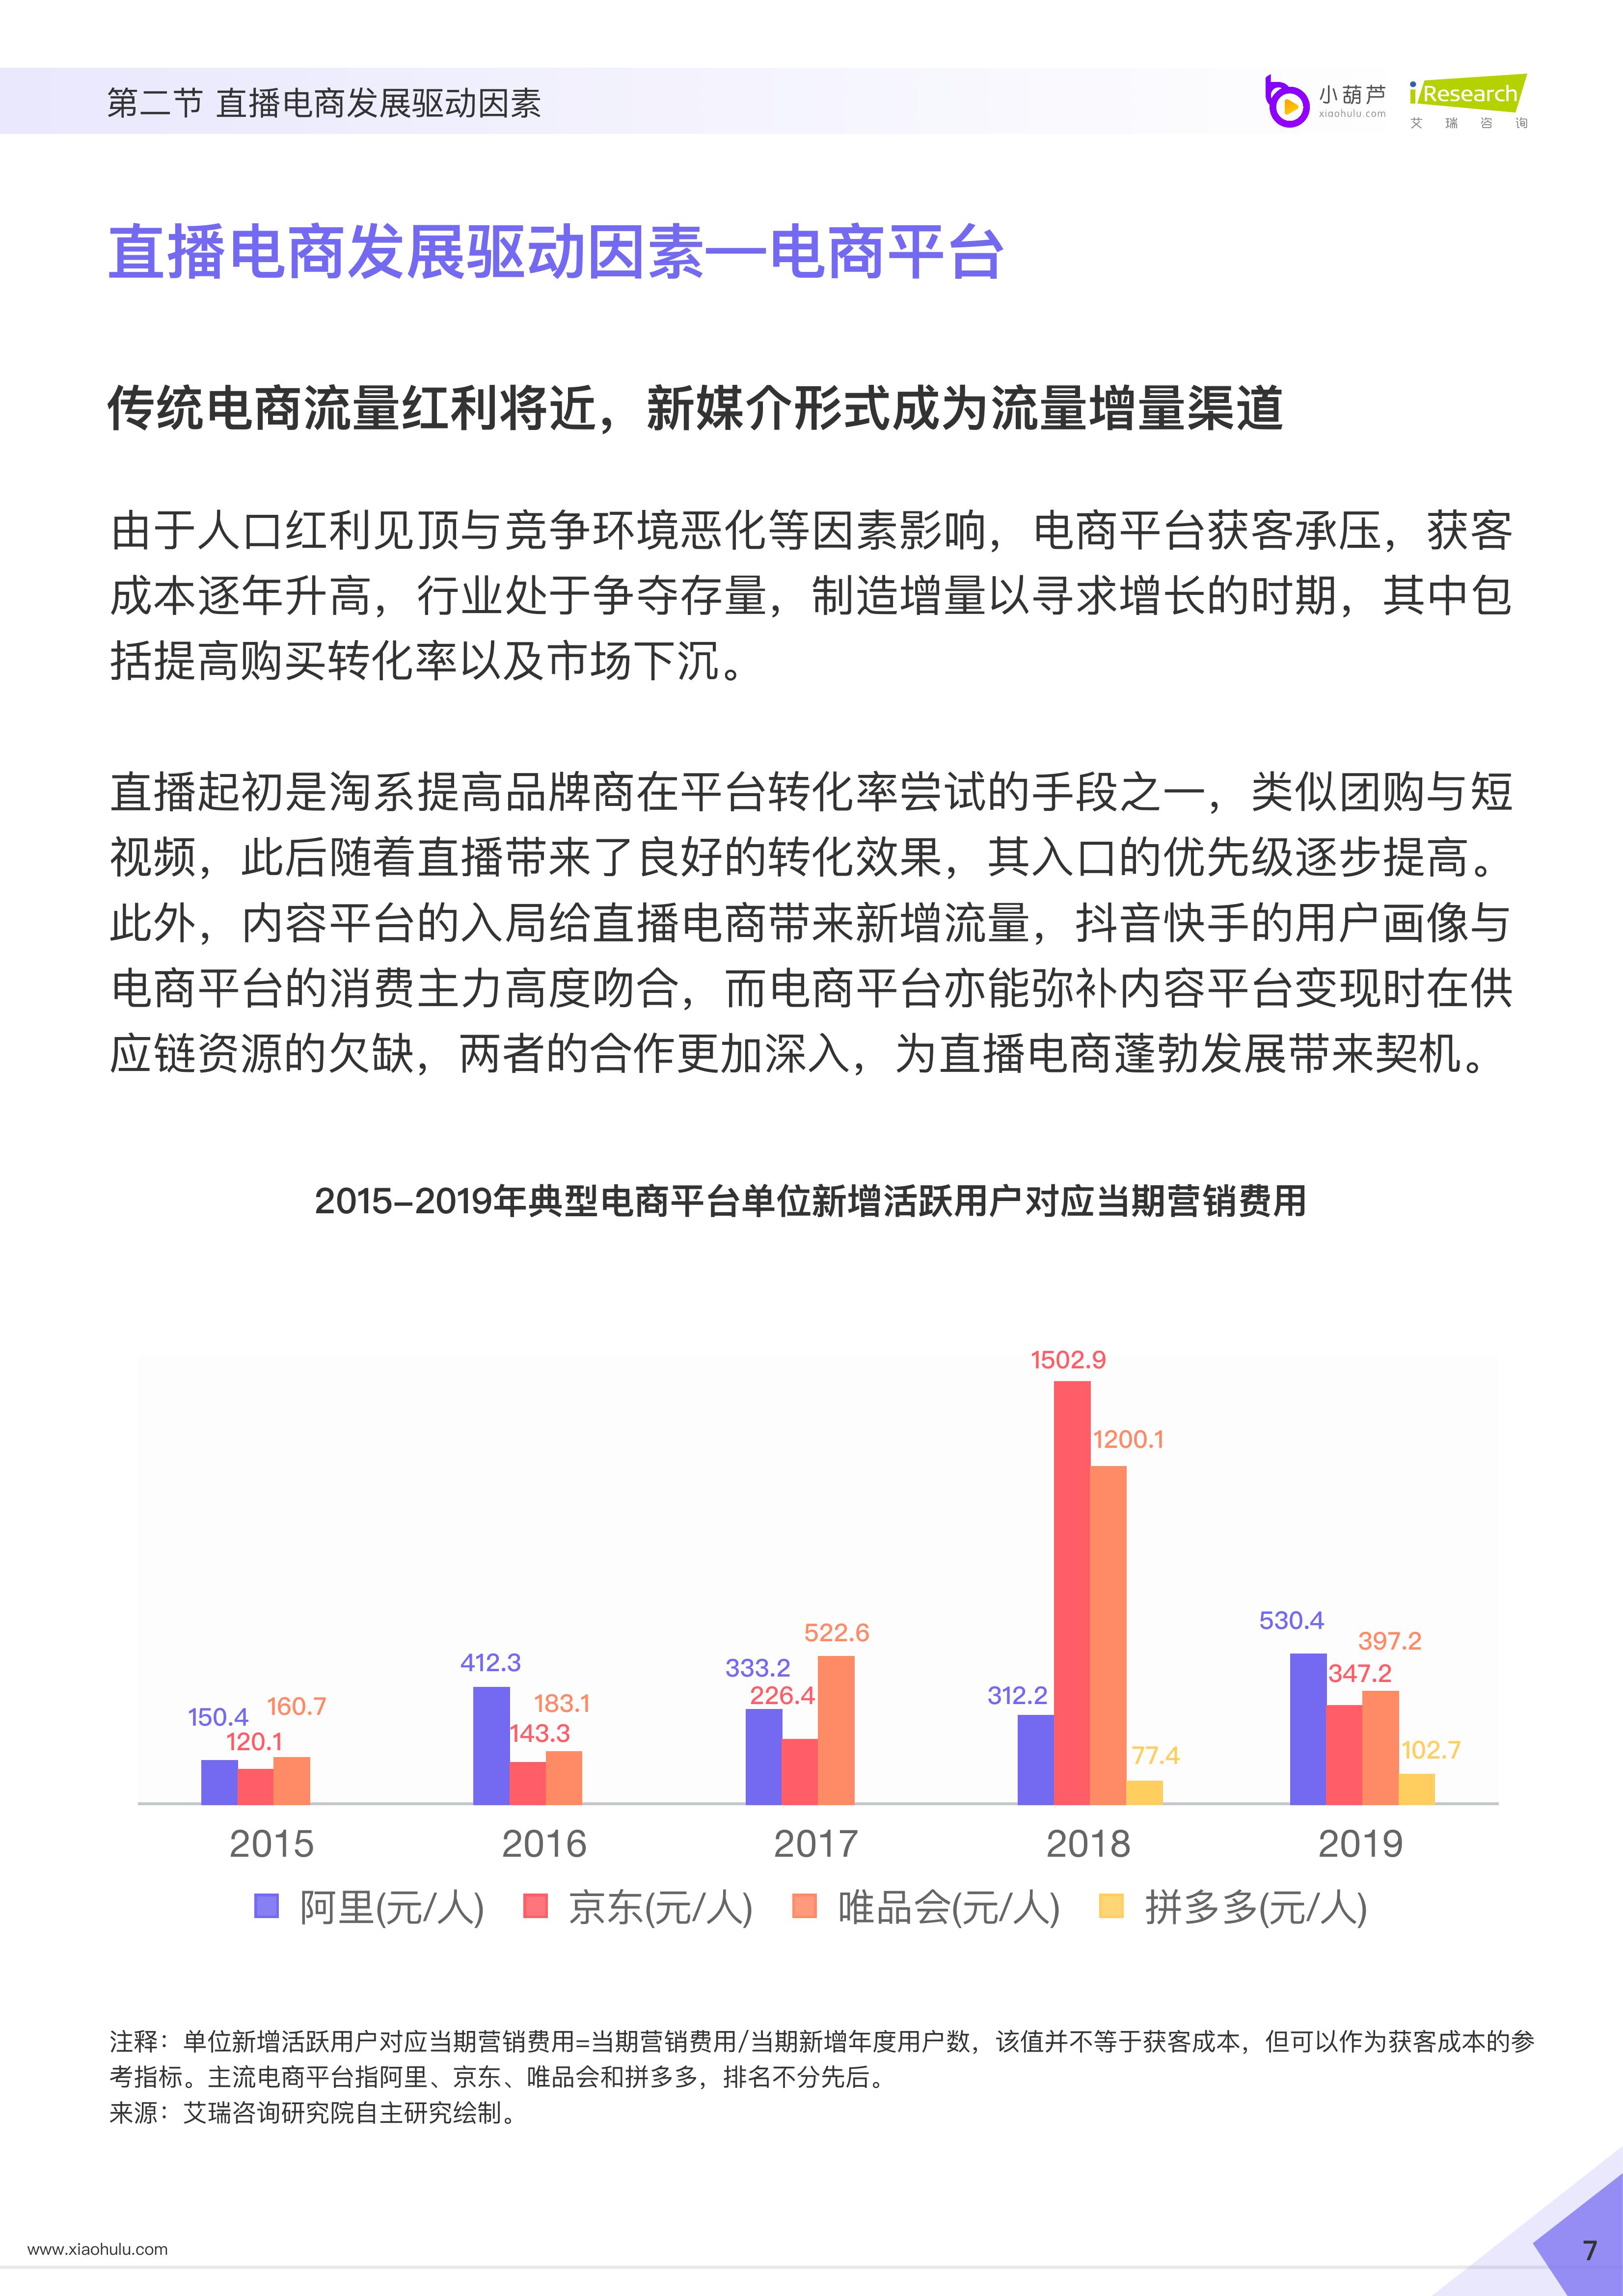 第二节 直播电商发展驱动因素
小葫芦
xiaohulu.com
iResearch
艾瑞咨询
直播电商发展驱动因素—电商平台
传统电商流量红利将近，新媒介形式成为流量增量渠道
由于人口红利见顶与竞争环境恶化等因素影响，电商平台获客承压，获客
成本逐年升高，行业处于争夺存量，制造增量以寻求增长的时期，其中包
括提高购买转化率以及市场下沉。
直播起初是淘系提高品牌商在平台转化率尝试的手段之一，类似团购与短
视频，此后随着直播带来了良好的转化效果，其入口的优先级逐步提高。
此外，内容平台的入局给直播电商带来新增流量，抖音快手的用户画像与
电商平台的消费主力高度吻合，而电商平台亦能弥补内容平台变现时在供
应链资源的欠缺，两者的合作更加深入，为直播电商蓬勃发展带来契机。
2015–2019年典型电商平台单位新增活跃用户对应当期营销费用
150.4
120.1
160.7
412.3
143.3
183.1
333.2
226.4
522.6
312.2
1502.9
1200.1
77.4
530.4
347.2
397.2
102.7
2015 2016 2017 2018 2019
阿里(元/人) 京东(元/人) 唯品会(元/人) 拼多多(元/人)
注释：单位新增活跃用户对应当期营销费用=当期营销费用/当期新增年度用户数，该值并不等于获客成本，但可以作为获客成本的参
考指标。主流电商平台指阿里、京东、唯品会和拼多多，排名不分先后。
来源：艾瑞咨询研究院自主研究绘制。
www.xiaohulu.com
7